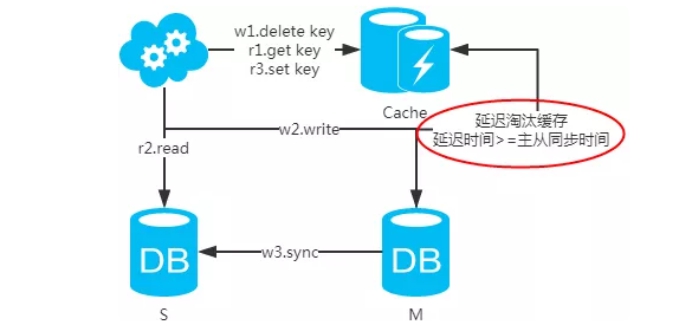 w1.delete key
r1.get key
r3.set key
Cache
延迟淘汰缓存
延迟时间>=主从同步时间
w2.write
r2.read
DB
w3.sync
DB
S
M